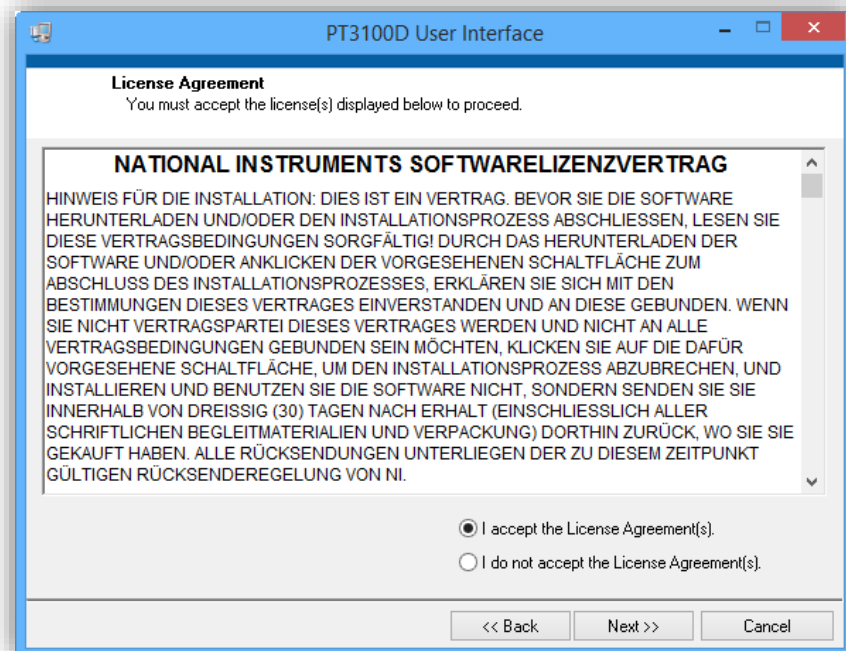 PT3100D User Interface
License Agreement
You must accept the license(s) displayed below to proceed.
NATIONAL INSTRUMENTS SOFTWARELIZENZVERTRAG
HINWEIS FÜR DIE INSTALLATION: DIES IST EIN VERTRAG. BEVOR SIE DIE SOFTWARE
HERUNTERLADEN UND/ODER DEN INSTALLATIONSPROZESS ABSCHLIESSEN, LESEN SIE
DIESE VERTRAGSBEDINGUNGEN SORGFÄLTIG! DURCH DAS HERUNTERLADEN DER
SOFTWARE UND/ODER ANKLICKEN DER VORGESEHENEN SCHALTFLÄCHE ZUM
ABSCHLUSS DES INSTALLATIONSPROZESSES, ERKLÄREN SIE SICH MIT DEN
BESTIMMUNGEN DIESES VERTRAGES EINVERSTANDEN UND AN DIESE GEBUNDEN. WENN
SIE NICHT VERTRAGSPARTEI DIESES VERTRAGES WERDEN UND NICHT AN ALLE
VERTRAGSBEDINGUNGEN GEBUNDEN SEIN MÖCHTEN, KLICKEN SIE AUF DIE DAFÜR
VORGESEHENE SCHALTFLÄCHE, UM DEN INSTALLATIONSPROZESS ABZUBRECHEN, UND
INSTALLIEREN UND BENUTZEN SIE DIE SOFTWARE NICHT, SONDERN SENDEN SIE SIE
INNERHALB VON DREISSIG (30) TAGEN NACH ERHALT (EINSCHLIESSLICH ALLER
SCHRIFTLICHEN BEGLEITMATERIALIEN UND VERPACKUNG) DORTHIN ZURÜCK, WO SIE SIE
GEKAUFT HABEN. ALLE RÜCKSENDUNGEN UNTERLIEGEN DER ZU DIESEM ZEITPUNKT
GÜLTIGEN RÜCKSENDEREGELUNG VON NI.
I accept the License Agreement(s).
I do not accept the License Agreement(s).
<< Back Next >> Cancel